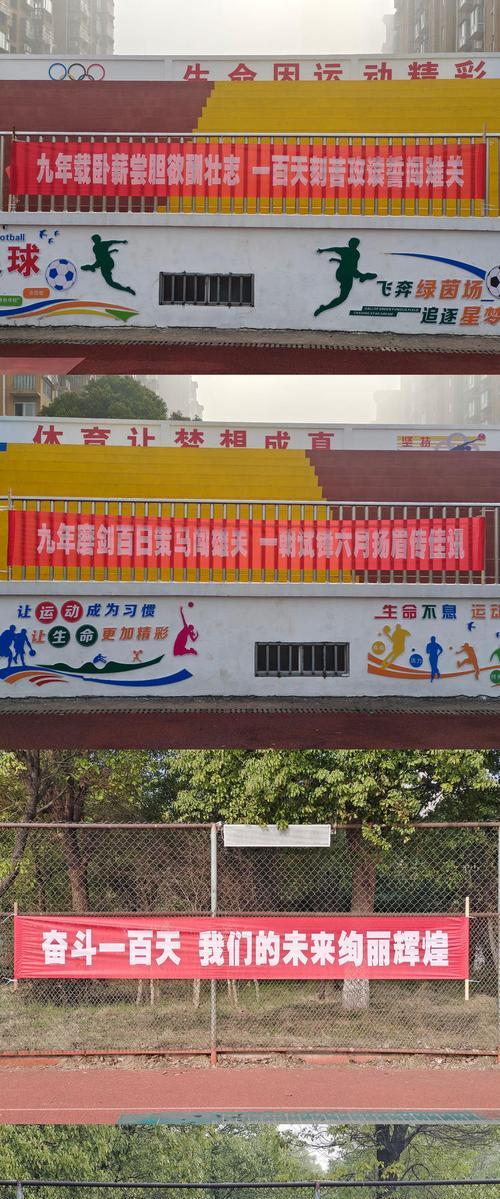 生命因运动精彩
九年载卧薪尝胆欲酬壮志 一百天刻苦攻读誓闯难关
ootball
球
飞奔绿茵场
追逐星梦
体育让梦想成真
坚持
九年磨剑百日策马闯雄关 一朝试锋六月扬眉传佳讯
让运动成为习惯
让生命更加精彩
生命不息 运动
活力
奋斗一百天 我们的未来绚丽辉煌